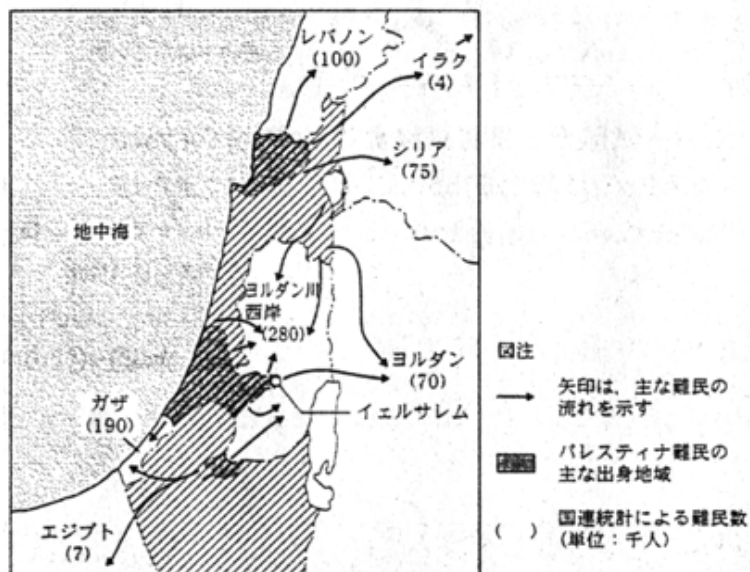 レバノン
(100)
イラク
(4)
シリア
(75)
地中海
ヨルダン川
西岸
(280)
ヨルダン
(70)
イェルサレム
ガザ
(190)
エジプト
(7)
図注
矢印は、主な難民の
流れを示す
パレスティナ難民の
主な出身地域
( ) 国連統計による難民数
(単位:千人)